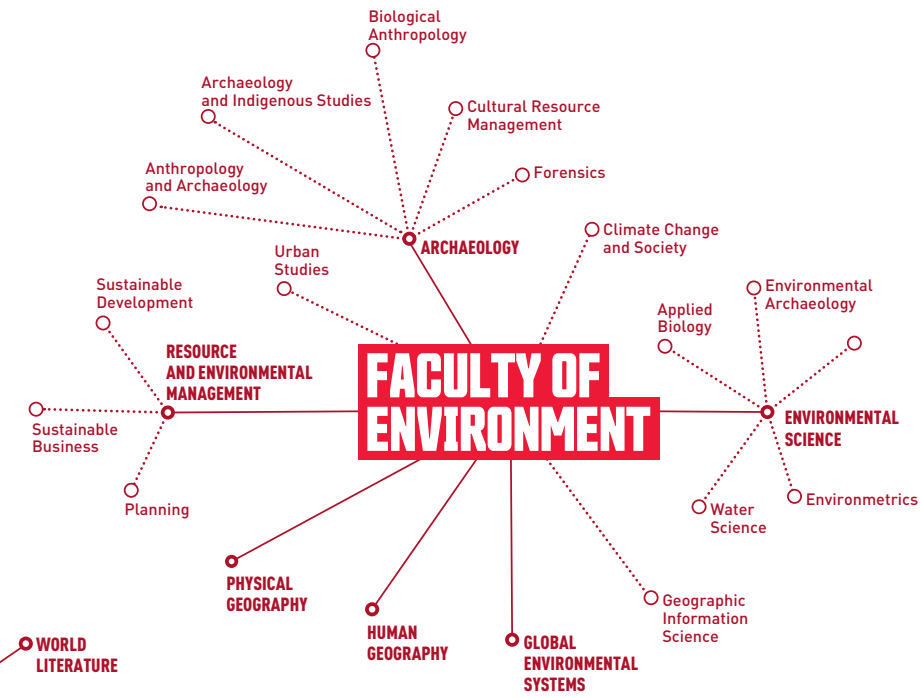 Biological
Anthropology
Archaeology
and Indigenous Studies
Cultural Resource
Management
Anthropology
and Archaeology
Forensics
ARCHAEOLOGY
Climate Change
and Society
Urban
Studies
Sustainable
Development
Environmental
Archaeology
Applied
Biology
RESOURCE
AND ENVIRONMENTAL
MANAGEMENT
FACULTY OF
ENVIRONMENT
Sustainable
Business
ENVIRONMENTAL
SCIENCE
Planning
Water
Science
Environmetrics
PHYSICAL
GEOGRAPHY
HUMAN
GEOGRAPHY
GLOBAL
ENVIRONMENTAL
SYSTEMS
Geographic
Information
Science
WORLD
LITERATURE